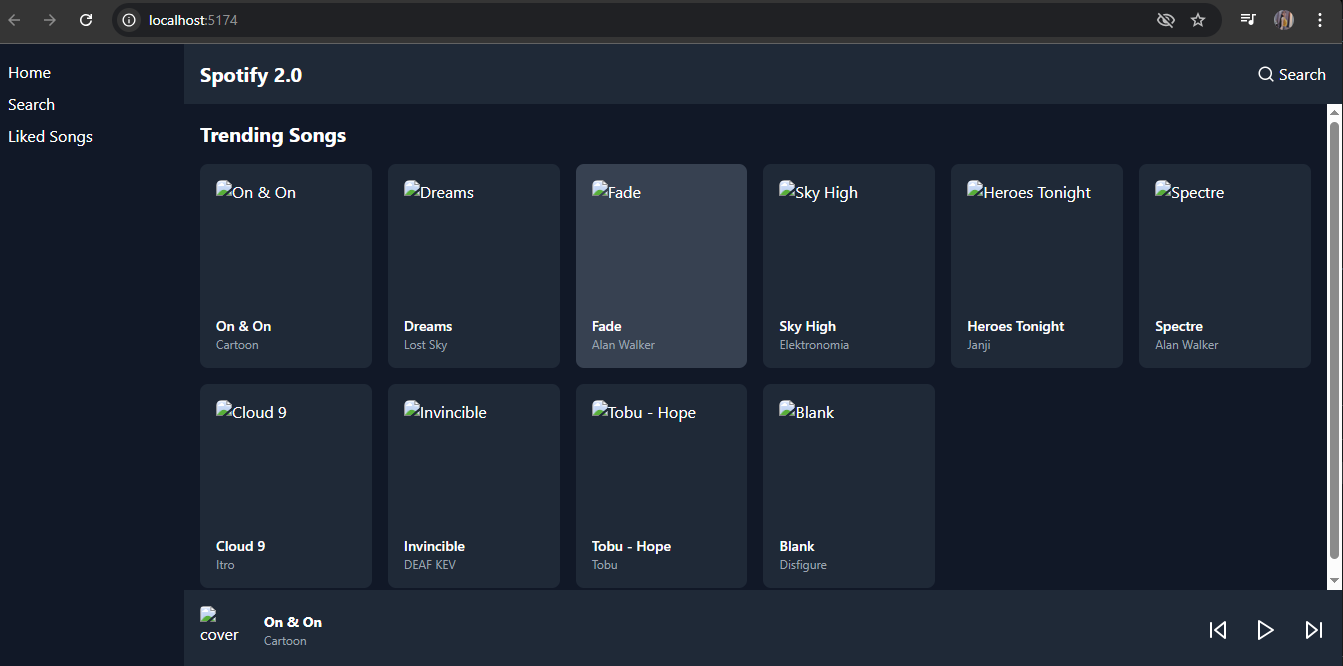 localhost:5174
Home
Search
Liked Songs
Spotify 2.0
Search
Trending Songs
On & On
Dreams
Fade
Sky High
Heroes Tonight
Spectre
On & On
Dreams
Fade
Sky High
Heroes Tonight
Spectre
Cartoon
Lost Sky
Alan Walker
Elektronomia
Janji
Alan Walker
Cloud 9
Invincible
Tobu - Hope
Blank
Cloud 9
Invincible
Tobu - Hope
Blank
Itro
DEAF KEV
Tobu
Disfigure
cover
On & On
Cartoon